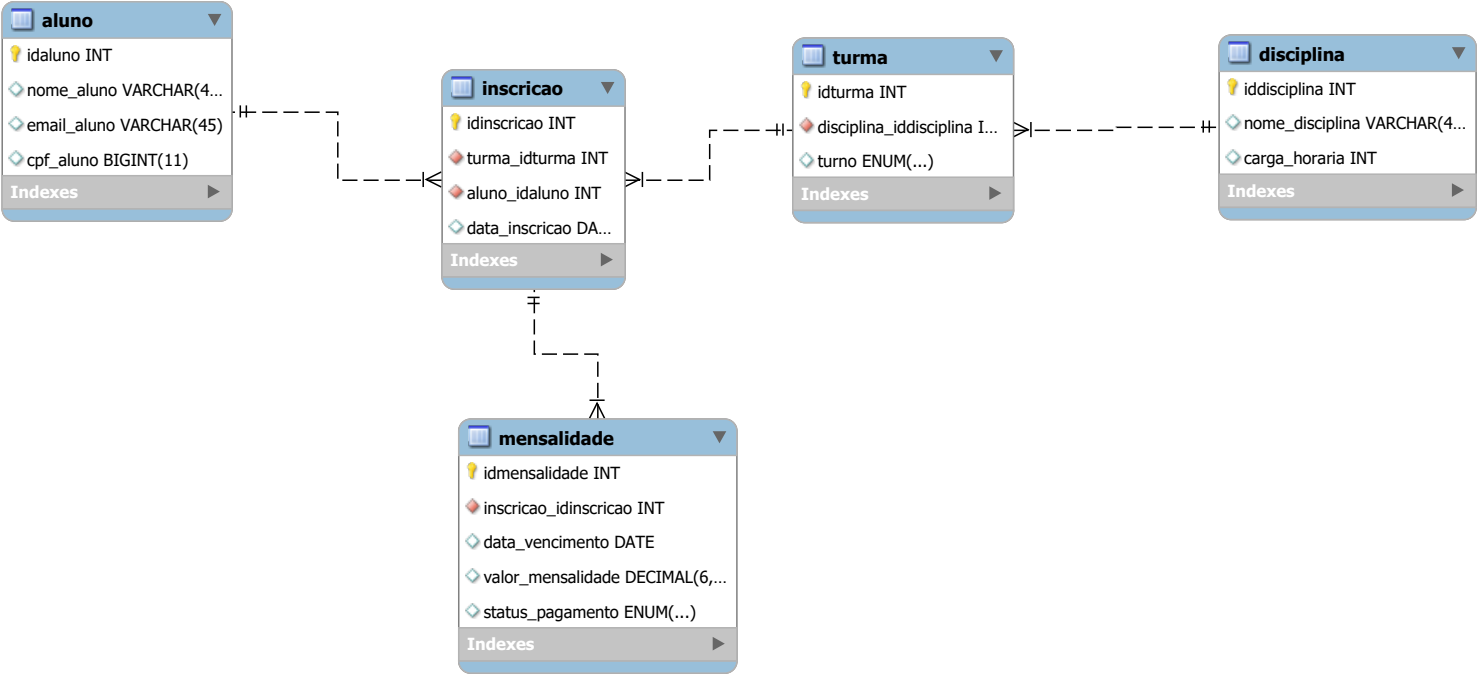 aluno
idaluno INT
nome_aluno VARCHAR(4...
email_aluno VARCHAR(45)
cpf_aluno BIGINT(11)
Indexes
inscricao
idinscricao INT
turma_idturma INT
aluno_idaluno INT
data_inscricao DA...
Indexes
turma
idturma INT
disciplina_iddisciplina I...
turno ENUM(...)
Indexes
disciplina
iddisciplina INT
nome_disciplina VARCHAR(4...
carga_horaria INT
Indexes
mensalidade
idmensalidade INT
inscricao_idinscricao INT
data_vencimento DATE
valor_mensalidade DECIMAL(6,...
status_pagamento ENUM(...)
Indexes